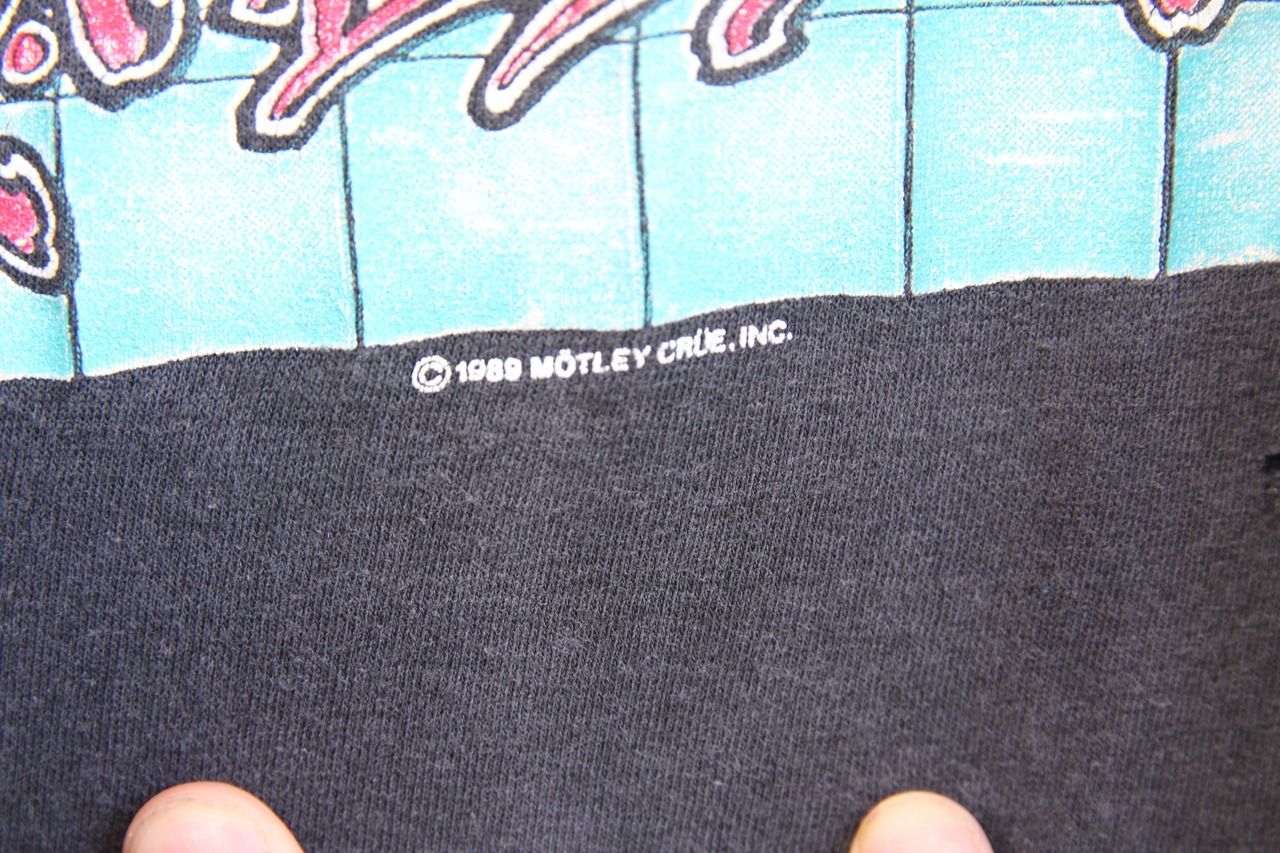 © 1989 MÖTLEY CRÜE, INC.